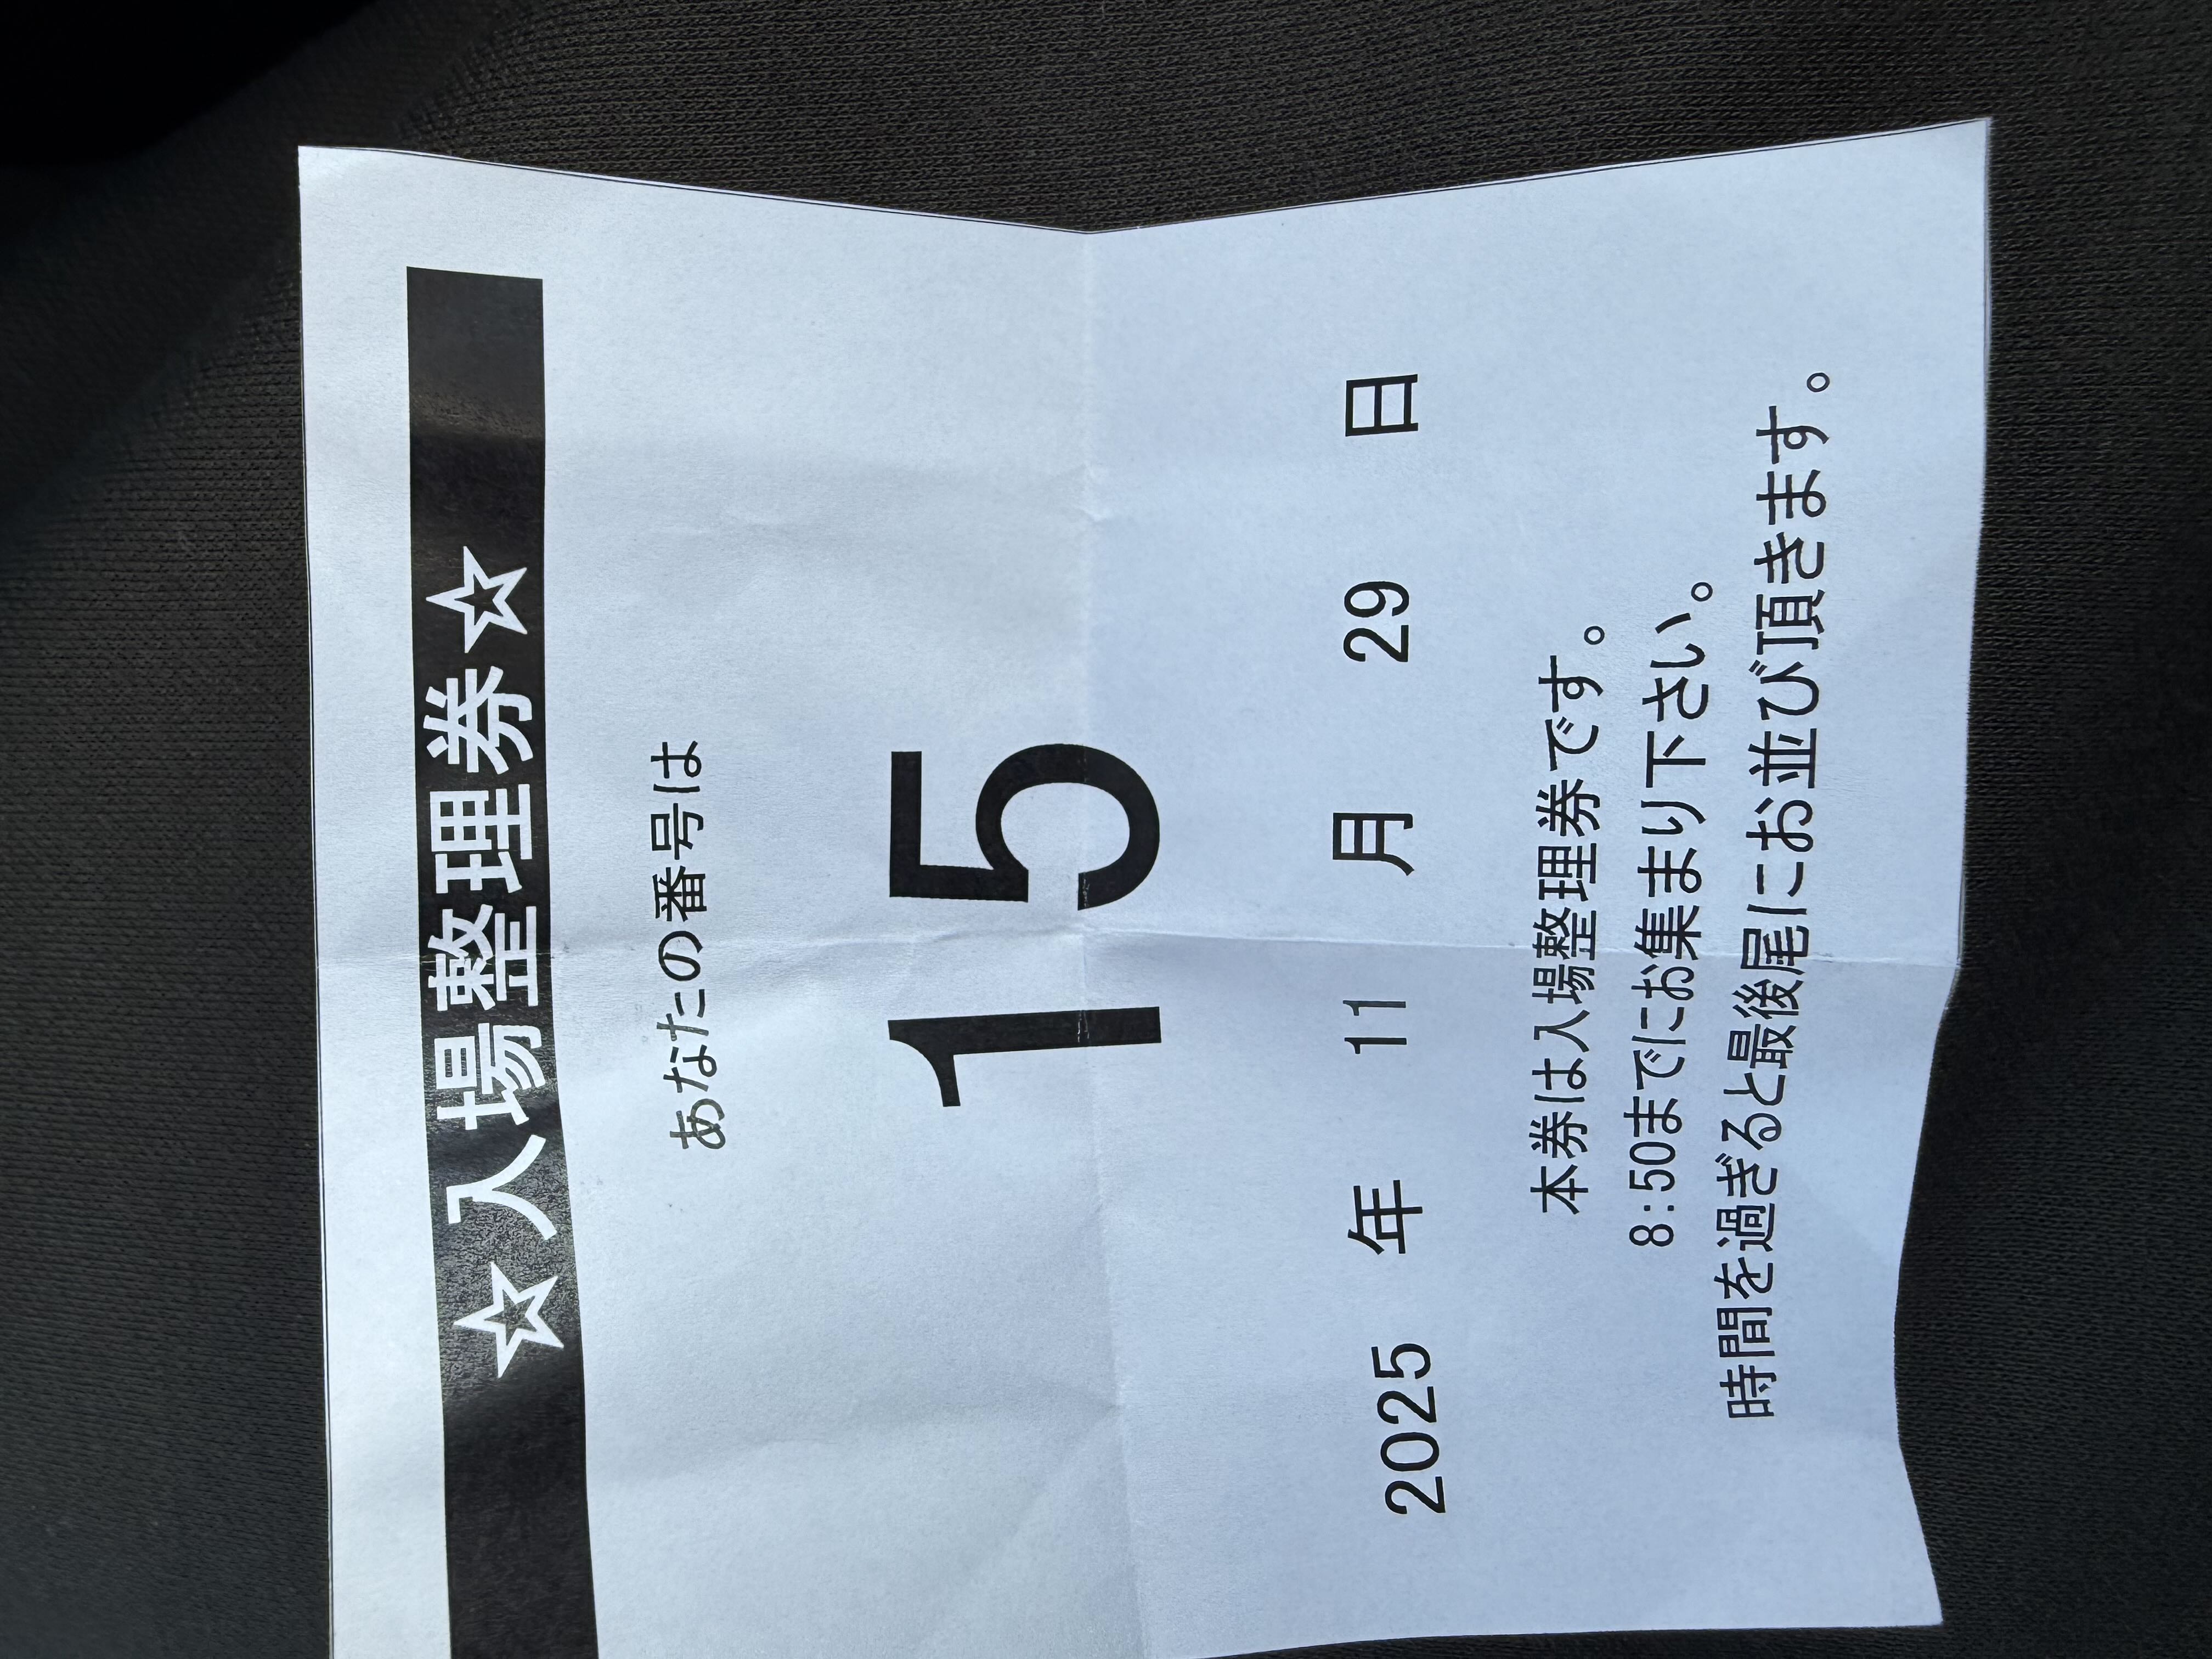 ☆入場整理券☆
あなたの番号は
15
2025 年 11 月 29 日
本券は入場整理券です。
8:50までにお集まり下さい。
時間を過ぎると最後尾にお並び頂きます。